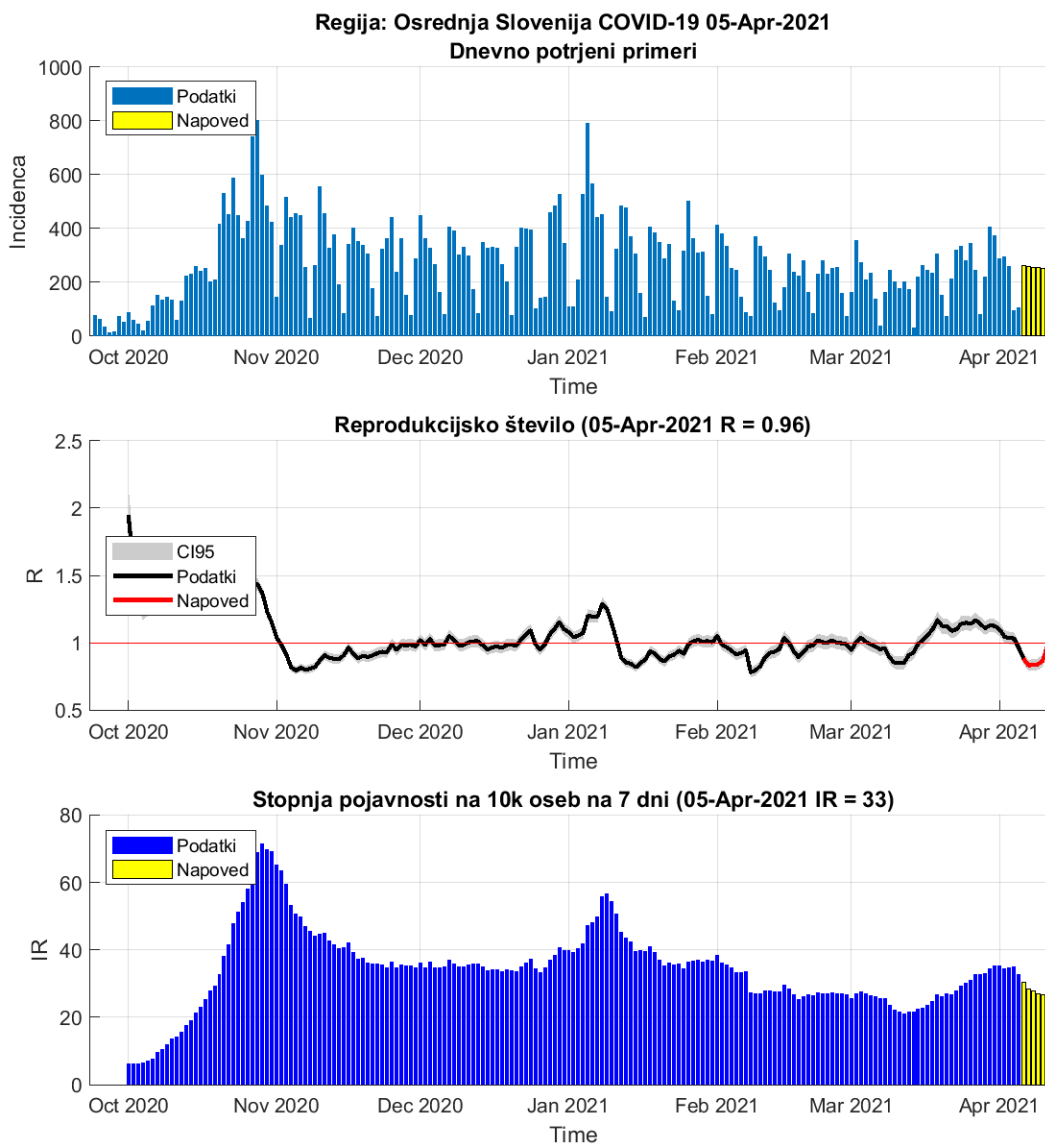 Regija: Osrednja Slovenija COVID-19 05-Apr-2021
Dnevno potrjeni primeri
1000
800
600
400
200
0
Incidenca
Podatki
Napoved
Oct 2020 Nov 2020 Dec 2020 Jan 2021 Feb 2021 Mar 2021 Apr 2021
Time
Reprodukcijsko število (05-Apr-2021 R = 0.96)
2.5
2
1.5
1
0.5
R
CI95
Podatki
Napoved
Oct 2020 Nov 2020 Dec 2020 Jan 2021 Feb 2021 Mar 2021 Apr 2021
Time
Stopnja pojavnosti na 10k oseb na 7 dni (05-Apr-2021 IR = 33)
80
60
40
20
0
IR
Podatki
Napoved
Oct 2020 Nov 2020 Dec 2020 Jan 2021 Feb 2021 Mar 2021 Apr 2021
Time